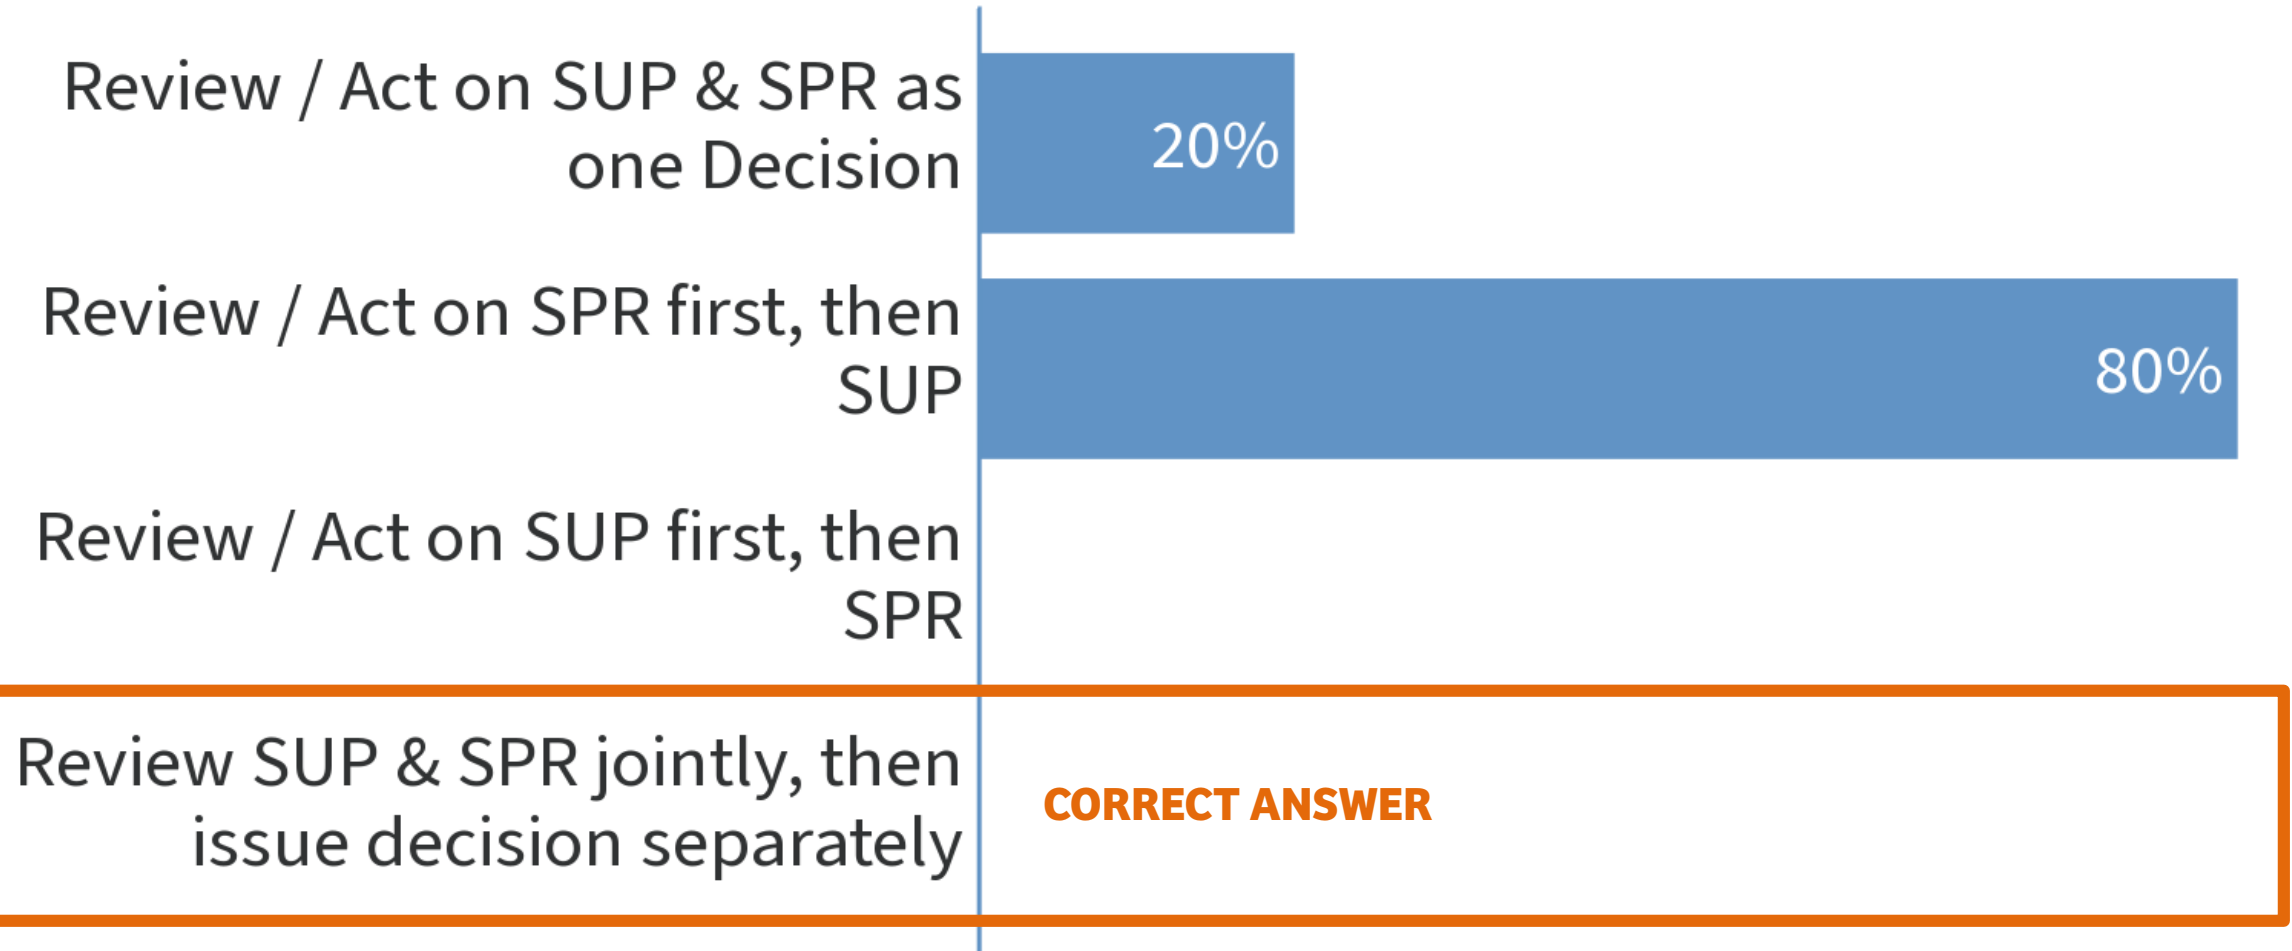 Review / Act on SUP & SPR as
one Decision
20%
Review / Act on SPR first, then
SUP
80%
Review / Act on SUP first, then
SPR
Review SUP & SPR jointly, then
issue decision separately
CORRECT ANSWER